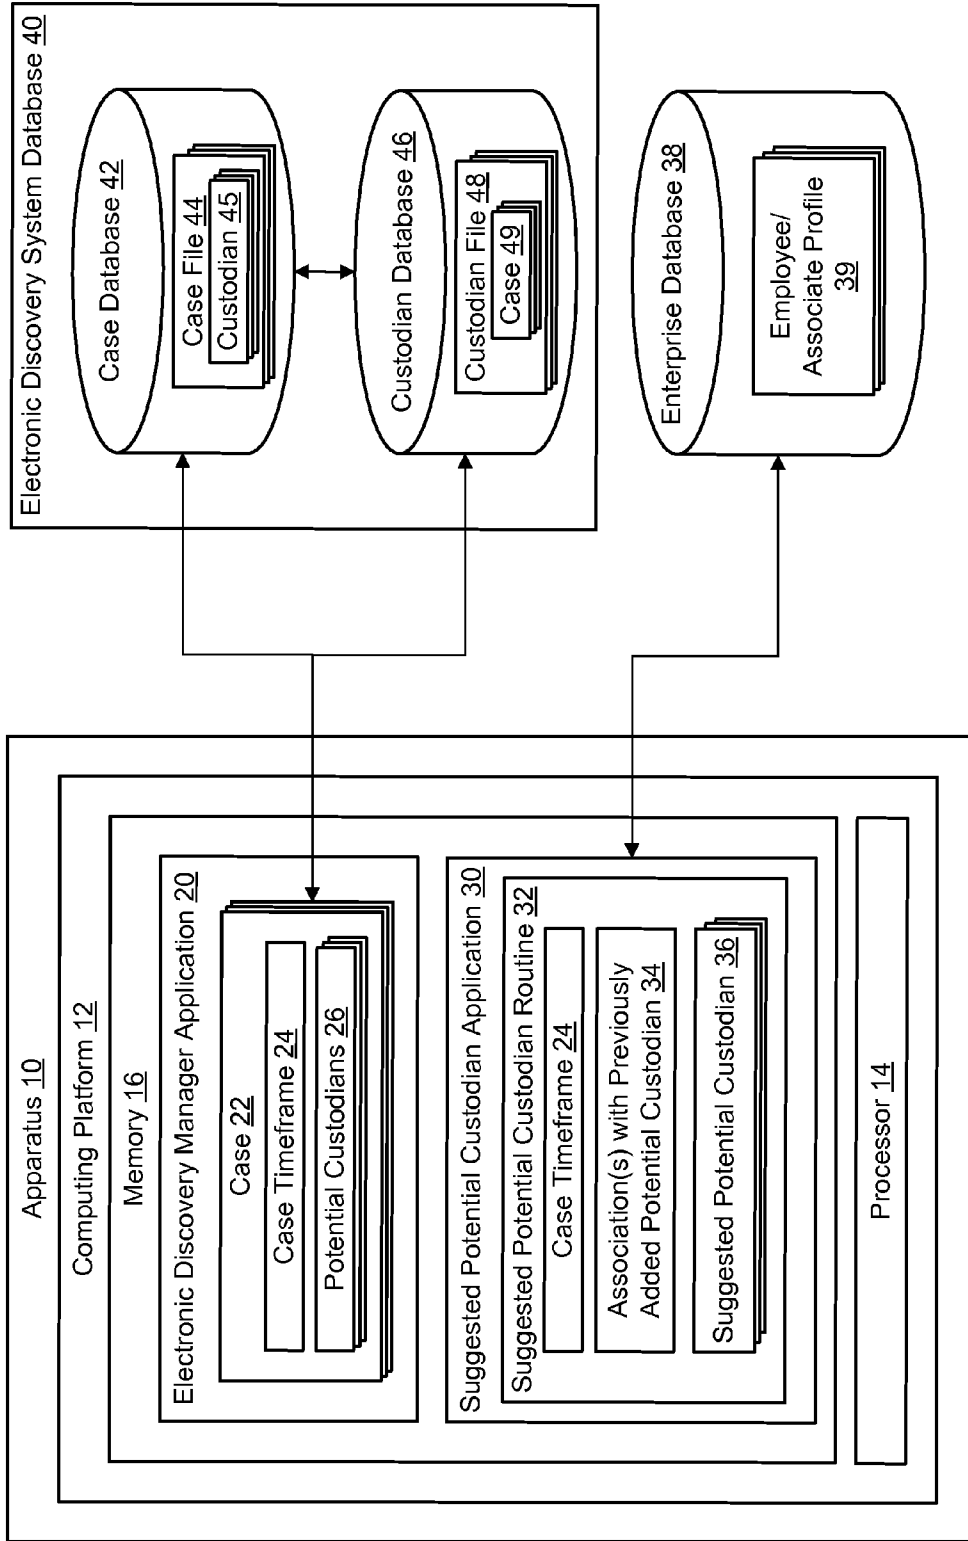 Apparatus 10
Computing Platform 12
Memory 16
Electronic Discovery Manager Application 20
Case 22
Case Timeframe 24
Potential Custodians 26
Suggested Potential Custodian Application 30
Suggested Potential Custodian Routine 32
Case Timeframe 24
Association(s) with Previously
Added Potential Custodian 34
Suggested Potential Custodian 36
Processor 14
Electronic Discovery System Database 40
Case Database 42
Case File 44
Custodian 45
Custodian Database 46
Custodian File 48
Case 49
Enterprise Database 38
Employee/
Associate Profile
39